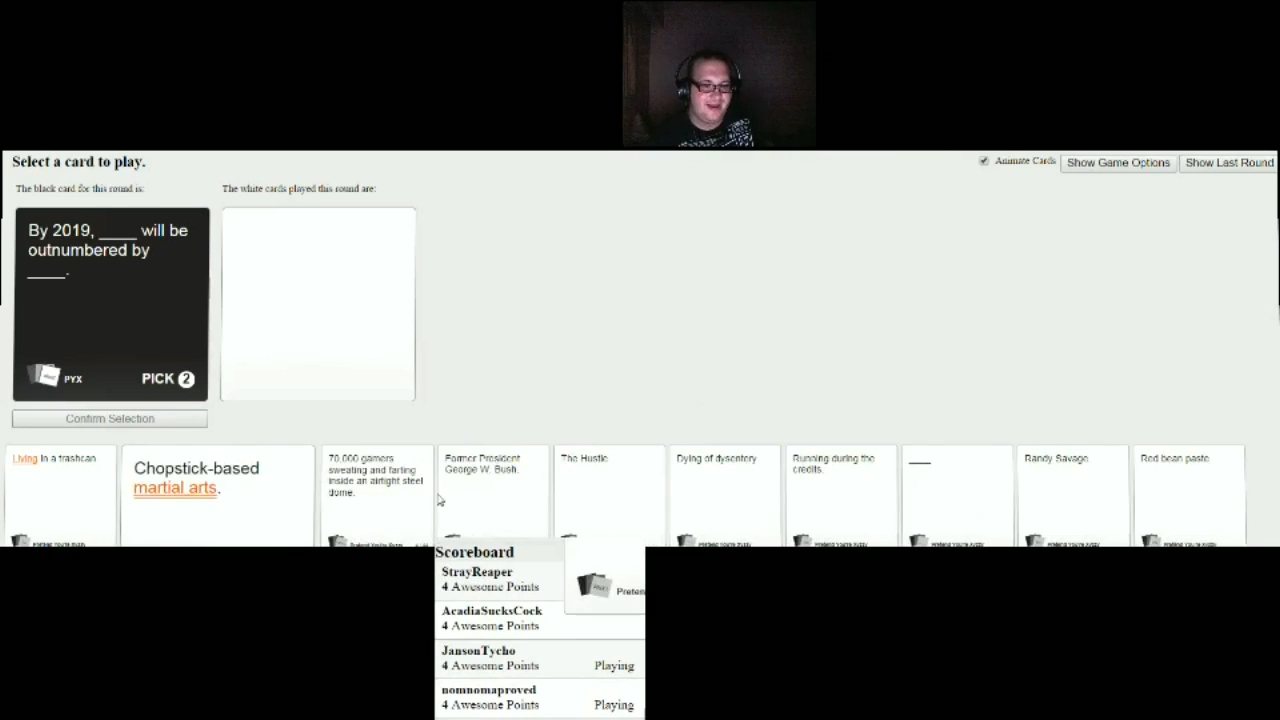 Select a card to play.
Animate Cards
Show Game Options
Show Last Round
The black card for this round is:
The white cards played this round are:
By 2019, ____ will be
outnumbered by
____.
PYX
PICK 2
Confirm Selection
Living in a trashcan
Chopstick-based
martial arts.
70,000 gamers
sweating and farting
inside an airtight steel
dome.
Former President
George W. Bush.
The Hustle
Dying of dysentery
Running during the
credits.
____
Randy Savage
Red bean paste
Scoreboard
StrayReaper
4 Awesome Points
Preten
AcadiaSucksCock
4 Awesome Points
JansonTycho
4 Awesome Points
Playing
nomnomaproved
4 Awesome Points
Playing